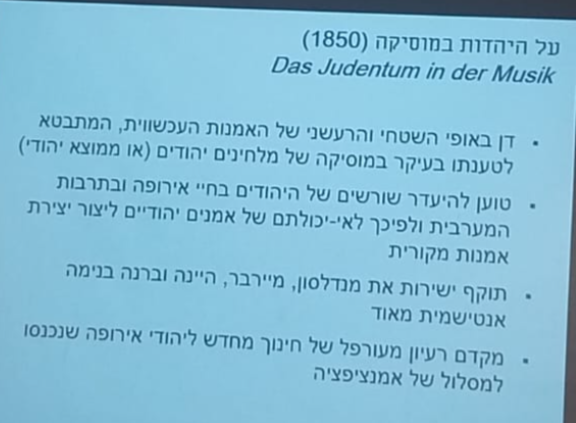 על היהדות במוסיקה (1850)
Das Judentum in der Musik
• דן באופי השטחי והרעשני של האמנות העכשווית, המתבטא
לטענתו בעיקר במוסיקה של מלחינים יהודים (או ממוצא יהודי)
• טוען להיעדר שורשים של היהודים בחיי אירופה ובתרבות
המערבית ולפיכך לאי-יכולתם של אמנים יהודיים ליצור יצירת
אמנות מקורית
• תוקף ישירות את מנדלסון, מיירבר, היינה וברנה בנימה
אנטישמית מאוד
• מקדם רעיון מעורפל של חינוך מחדש ליהודי אירופה שנכנסו
למסלול של אמנציפציה